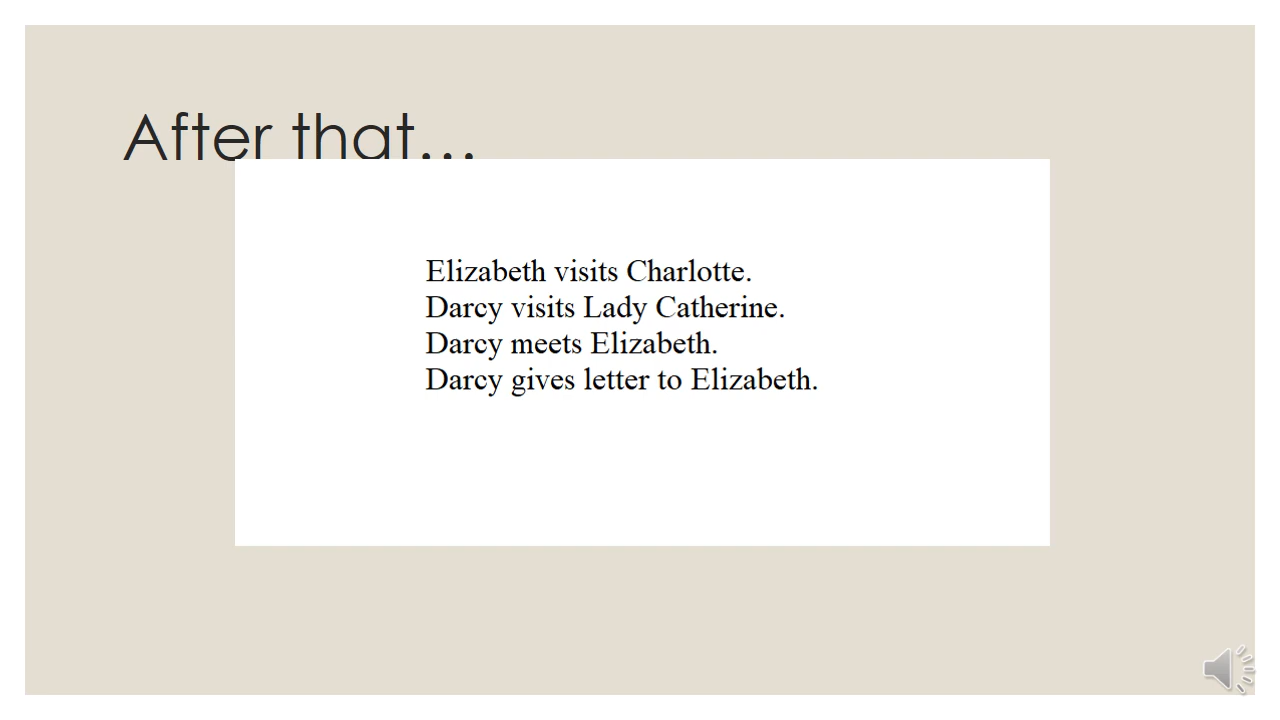 After that...
Elizabeth visits Charlotte.
Darcy visits Lady Catherine.
Darcy meets Elizabeth.
Darcy gives letter to Elizabeth.